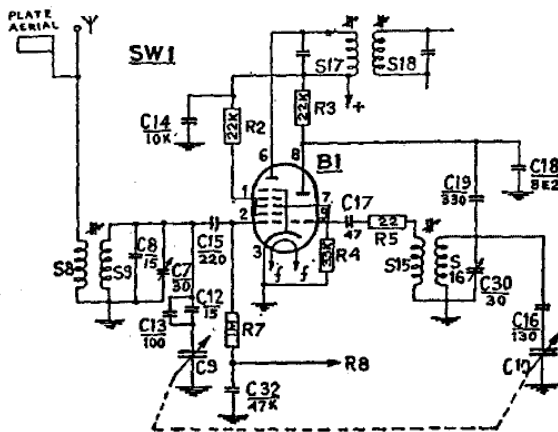 PLATE
AERIAL
SW1
S17
S18
+
C14
10K
22K
R2
22K
R3
6
8
B1
1
2
3
7
C17
47
22
R5
C19
330
C18
8E2
S8
S9
C8
15
C7
30
C15
220
C12
15
C13
100
C9
R7
R8
C32
47K
f
f
33K
R4
S15
S
16
C30
30
C16
130
C10